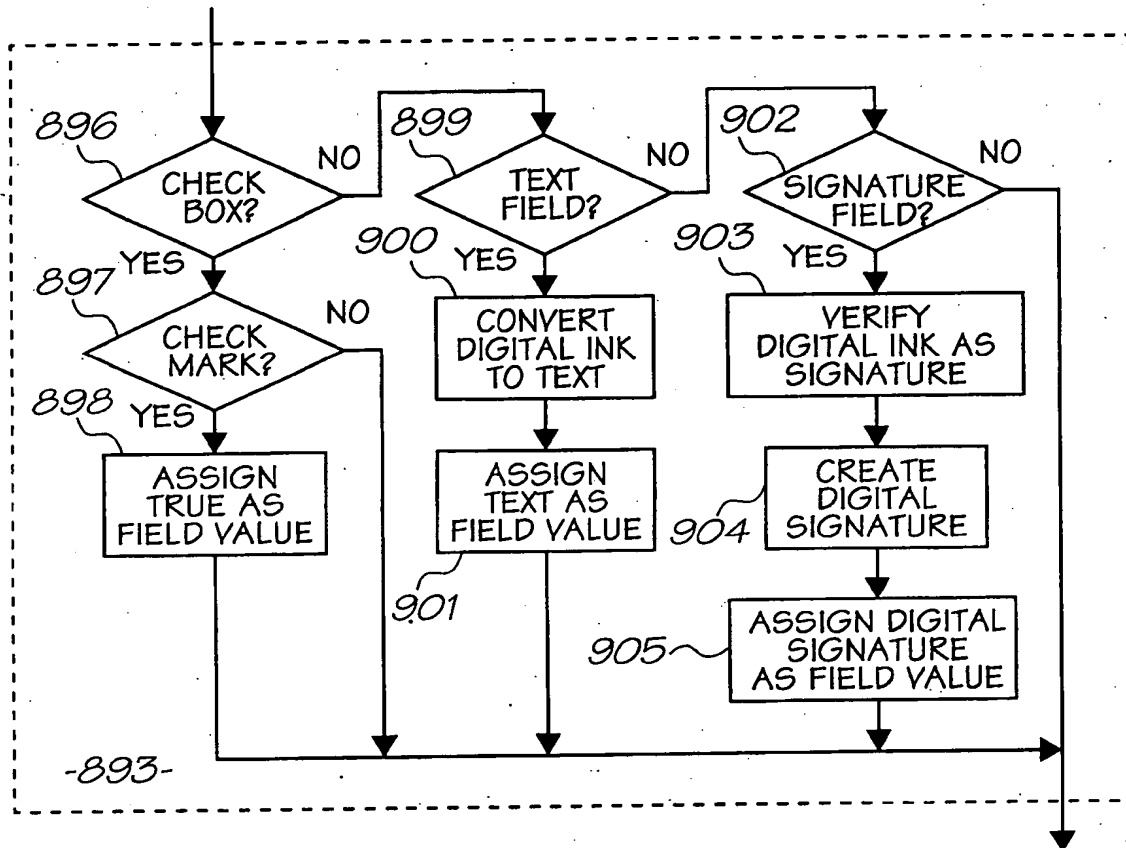 896
CHECK
BOX?
NO
YES
897
CHECK
MARK?
NO
YES
898
ASSIGN
TRUE AS
FIELD VALUE
899
TEXT
FIELD?
NO
YES
900
CONVERT
DIGITAL INK
TO TEXT
ASSIGN
TEXT AS
FIELD VALUE
901
902
SIGNATURE
FIELD?
NO
YES
903
VERIFY
DIGITAL INK AS
SIGNATURE
CREATE
DIGITAL
SIGNATURE
904
ASSIGN DIGITAL
SIGNATURE
AS FIELD VALUE
905
-893-